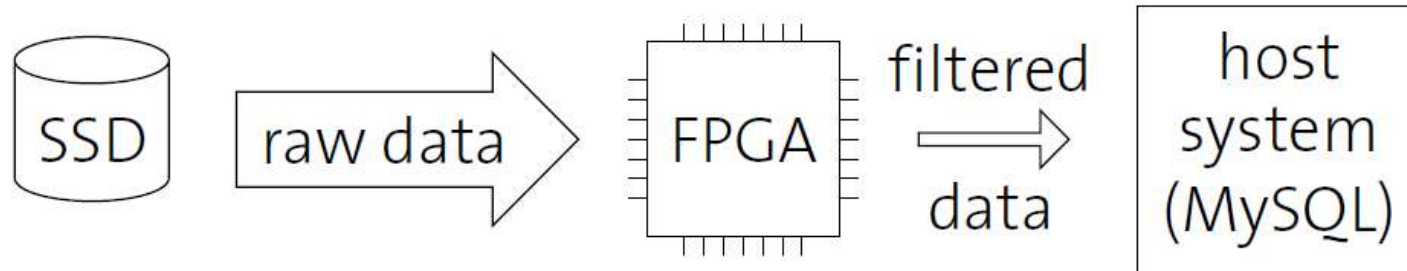 SSD
raw data
FPGA
filtered
data
host
system
(MySQL)